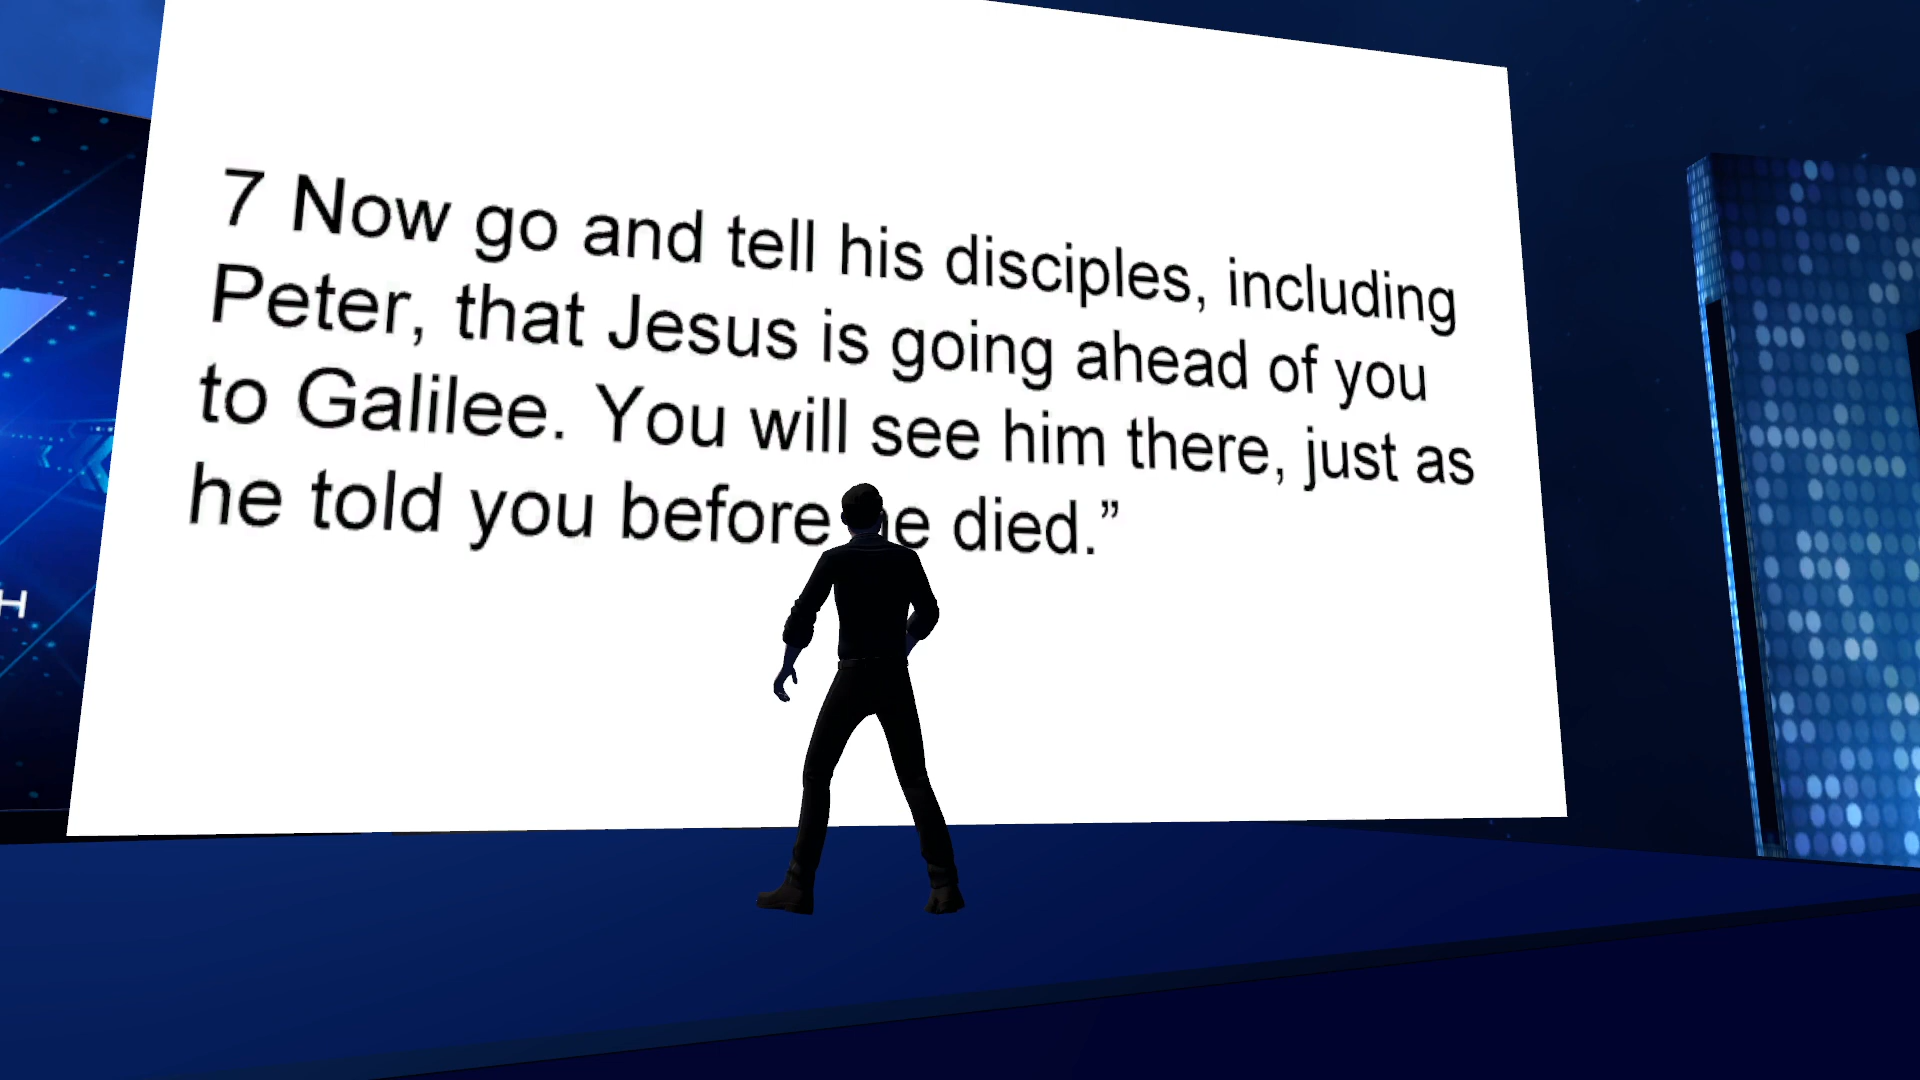 7 Now go and tell his disciples, including
Peter, that Jesus is going ahead of you
to Galilee. You will see him there, just as
he told you before he died.”
H